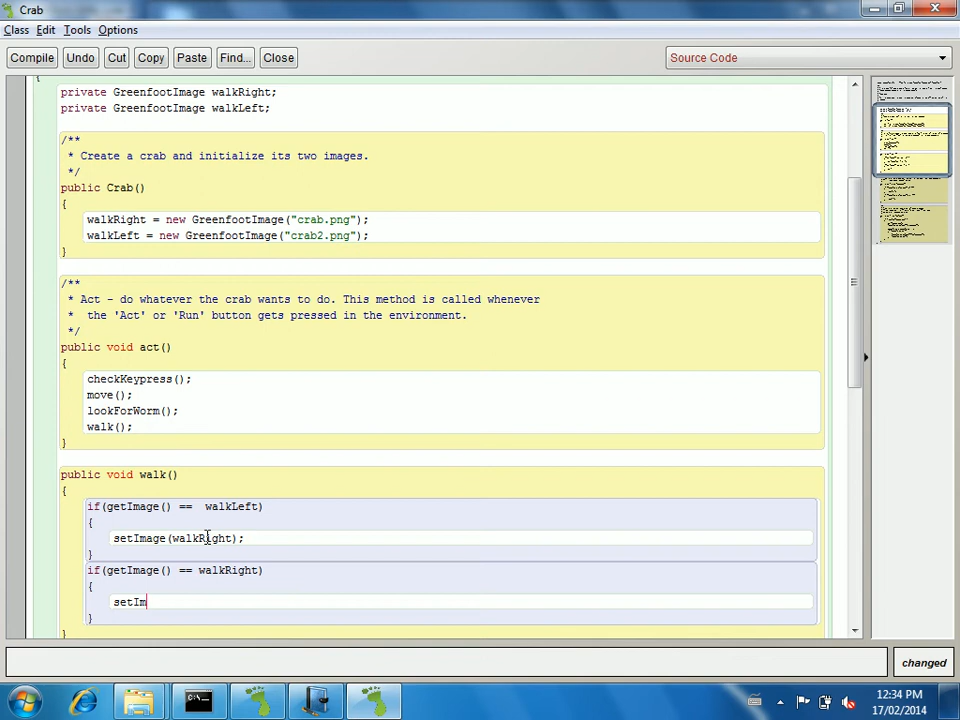 Crab
Class Edit Tools Options
Compile Undo Cut Copy Paste Find... Close Source Code
{
private GreenfootImage walkRight;
private GreenfootImage walkLeft;
/**
* Create a crab and initialize its two images.
*/
public Crab()
{
walkRight = new GreenfootImage("crab.png");
walkLeft = new GreenfootImage("crab2.png");
}
/**
* Act - do whatever the crab wants to do. This method is called whenever
* the 'Act' or 'Run' button gets pressed in the environment.
*/
public void act()
{
checkKeypress();
move();
lookForWorm();
walk();
}
public void walk()
{
if(getImage() == walkLeft)
{
setImage(walkRight);
}
if(getImage() == walkRight)
{
setIm
}
}
changed
C:\.
12:34 PM
17/02/2014